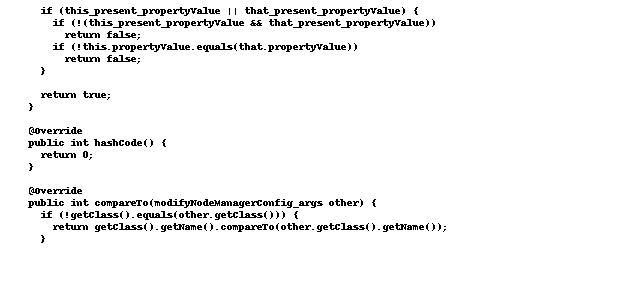 if (this_present_propertyValue || that_present_propertyValue) {
if (!(this_present_propertyValue && that_present_propertyValue))
return false;
if (!this.propertyValue.equals(that.propertyValue))
return false;
}
return true;
}
@Override
public int hashCode() {
return 0;
}
@Override
public int compareTo(modifyNodeManagerConfig_args other) {
if (!getClass().equals(other.getClass())) {
return getClass().getName().compareTo(other.getClass().getName());
}